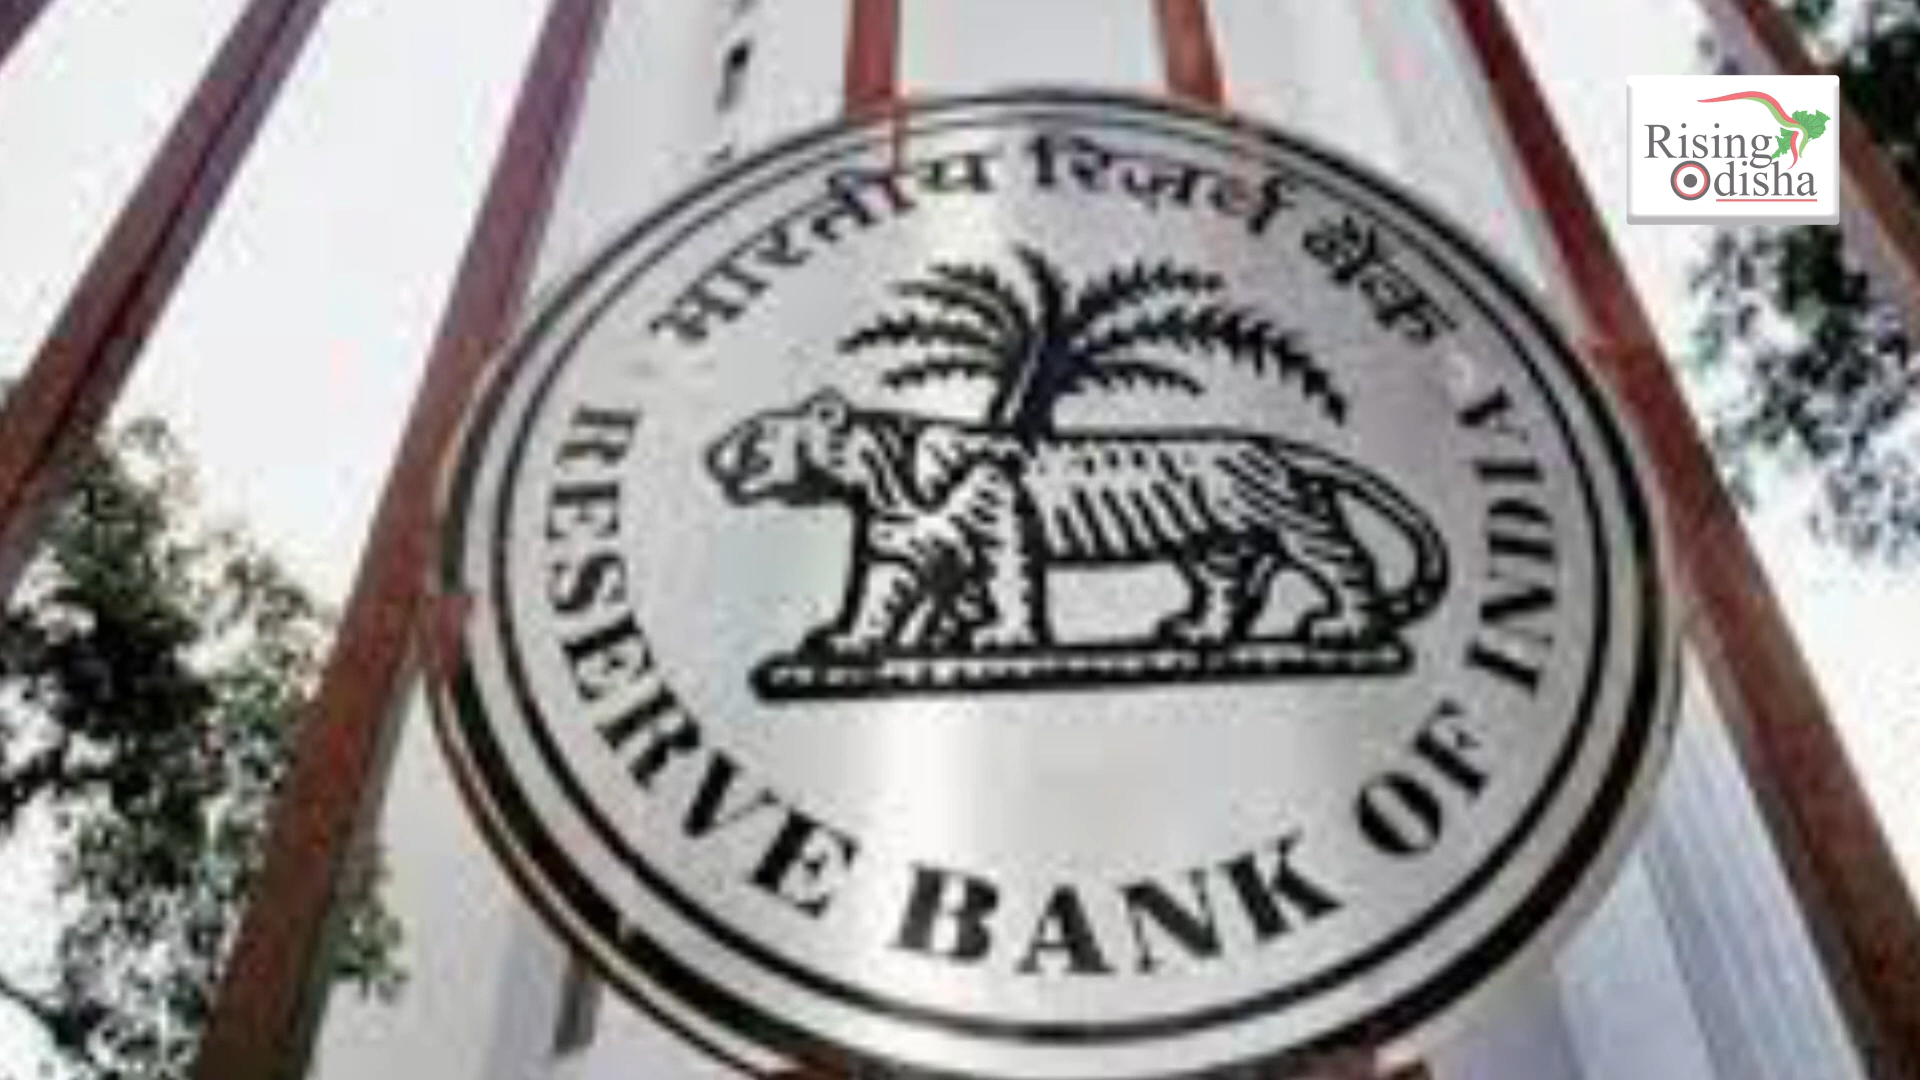 भारतीय रिज़र्व बैंक
RESERVE BANK OF INDIA
Rising
Odisha